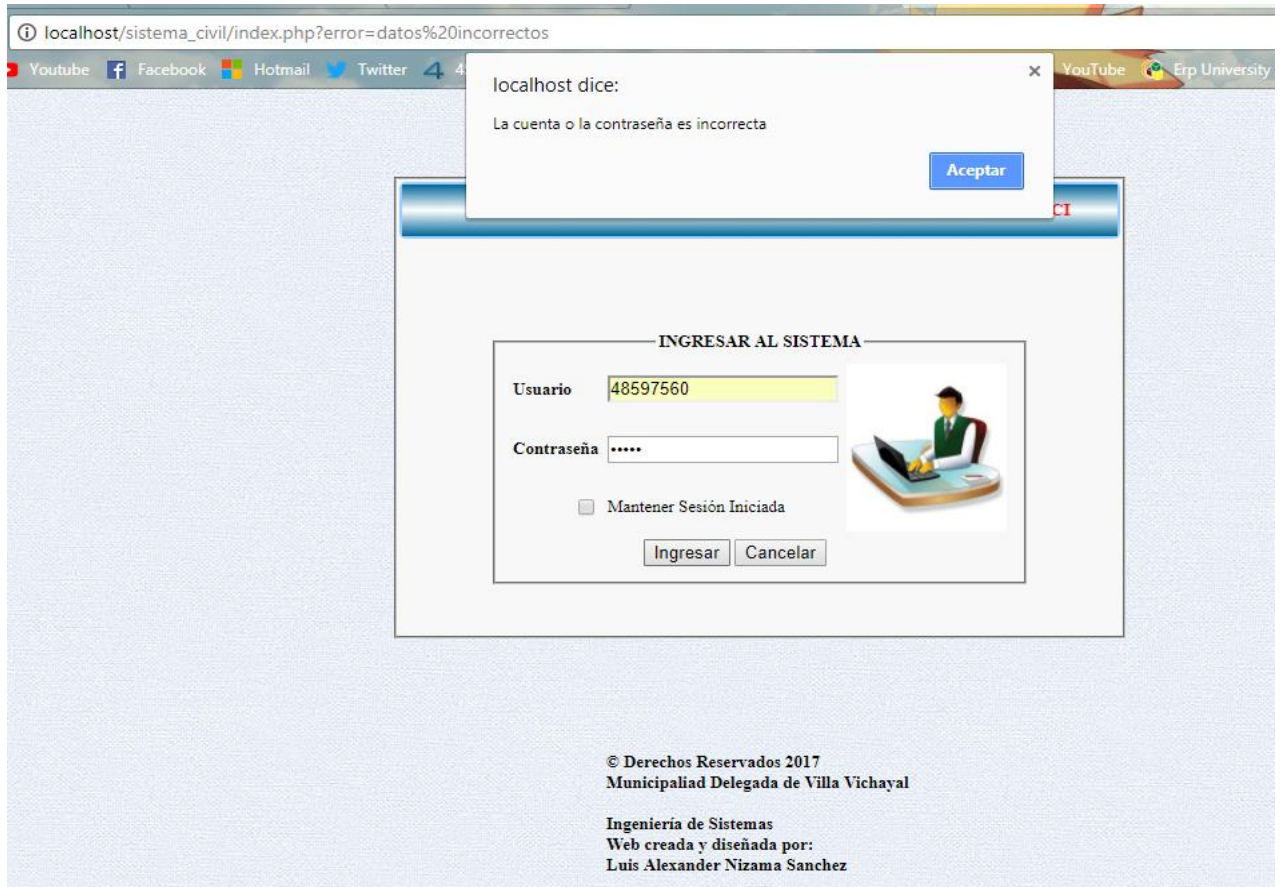 localhost/sistema_civil/index.php?error=datos%20incorrectos
Youtube Facebook Hotmail Twitter YouTube Erp University
localhost dice:
La cuenta o la contraseña es incorrecta
Aceptar
CI
INGRESAR AL SISTEMA
Usuario 48597560
Contraseña •••••
Mantener Sesión Iniciada
Ingresar Cancelar
© Derechos Reservados 2017
Municipaliad Delegada de Villa Vichayal
Ingeniería de Sistemas
Web creada y diseñada por:
Luis Alexander Nizama Sanchez